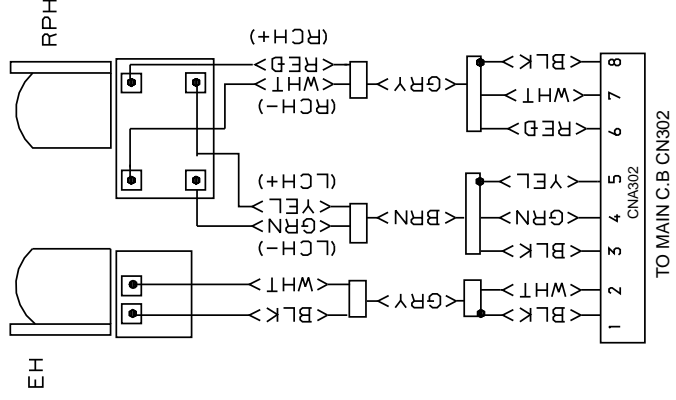 RPH
(RCH+)
<RED>
<WHT>
(RCH-)
<GRY>
<BLK>
<WHT>
<RED>
8
7
6
(LCH+)
<YEL>
<GRN>
(LCH-)
<BRN>
<YEL>
<GRN>
<BLK>
5
4
3
<WHT>
<BLK>
<GRY>
<WHT>
<BLK>
2
1
CNA302
TO MAIN C.B CN302
EH